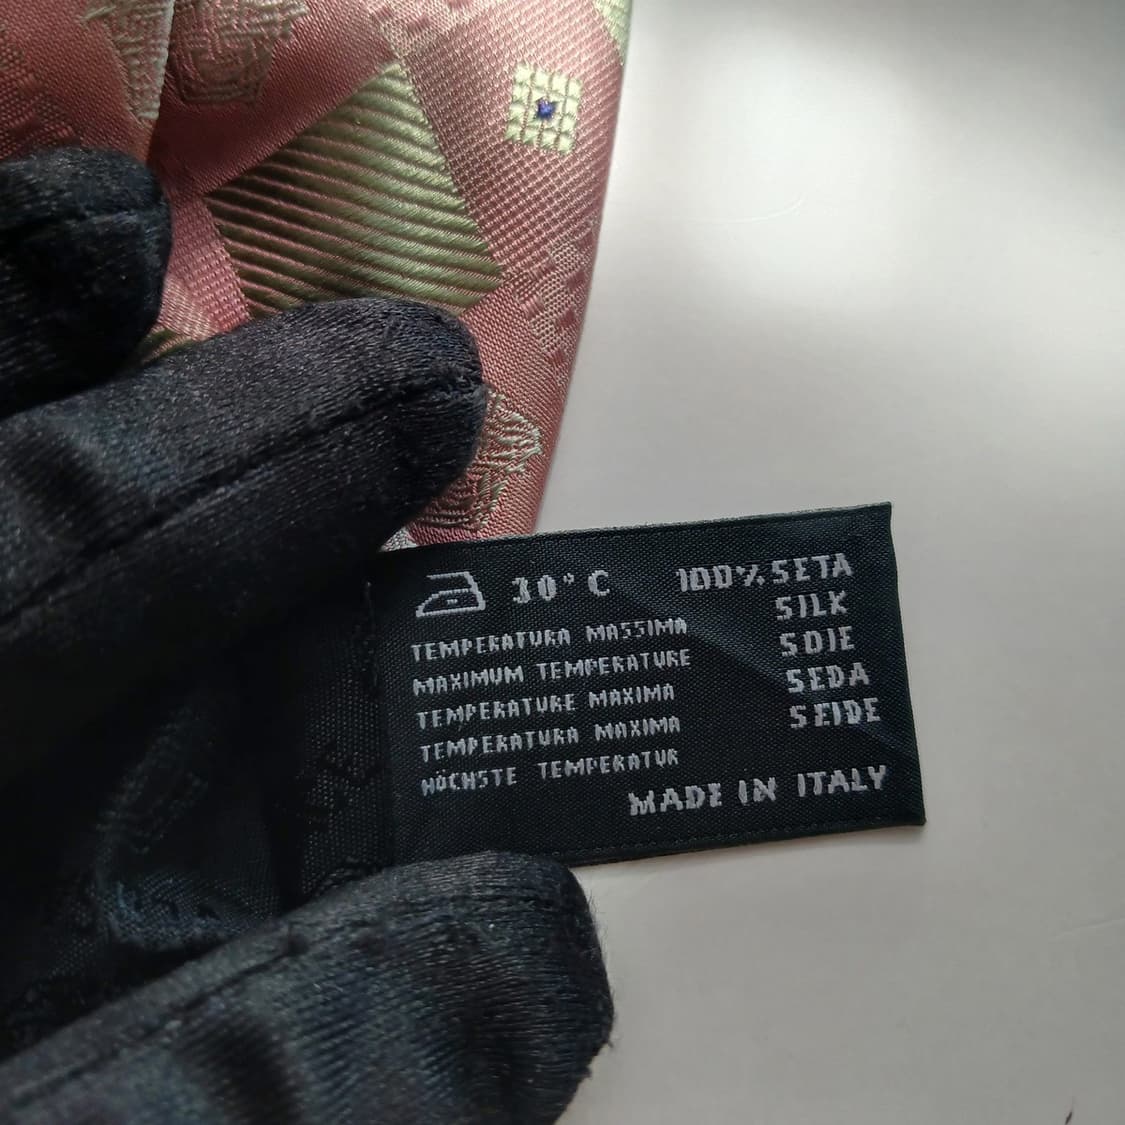 30° C
TEMPERATURA MASSIMA
MAXIMUM TEMPERATURE
TEMPERATURE MAXIMA
TEMPERATURA MAXIMA
HÖCHSTE TEMPERATUR
100% SETA
SILK
SOIE
SEDA
SEIDE
MADE IN ITALY